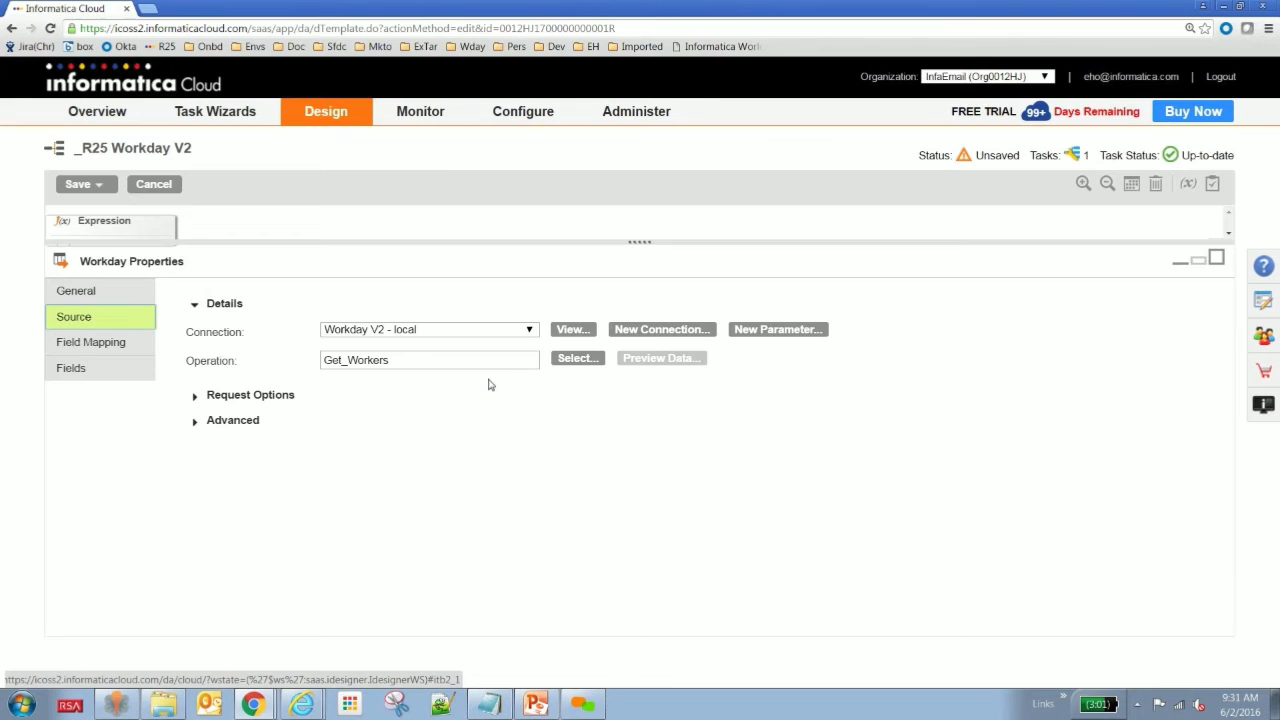 Informatica Cloud
https://icoss2.informaticacloud.com/saas/app/da/dTemplate.do?actionMethod=edit&id=0012HJ1700000000001R
Jira(Chr) box Okta R25 Onbd Envs Doc Sfdc Mkto ExTar Wday Pers Dev EH Imported Informatica Work
informatica Cloud
Organization: InfaEmail (Org0012HJ) | eho@informatica.com | Logout
Overview Task Wizards Design Monitor Configure Administer FREE TRIAL 99+ Days Remaining Buy Now
_R25 Workday V2
Status: Unsaved Tasks: 1 Task Status: Up-to-date
Save Cancel (x)
f(x) Expression
Workday Properties
General
Source
Field Mapping
Fields
Details
Connection: Workday V2 - local View... New Connection... New Parameter...
Operation: Get_Workers Select... Preview Data...
Request Options
Advanced
https://icoss2.informaticacloud.com/da/cloud/?wstate=(%27$ws%27:saas.idesigner.IdesignerWS)#itb2_1
RSA Links » (3:01) 9:31 AM
6/2/2016